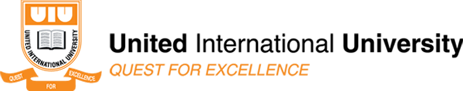 UIU
UNITED INTERNATIONAL UNIVERSITY
QUEST FOR EXCELLENCE
United International University
QUEST FOR EXCELLENCE